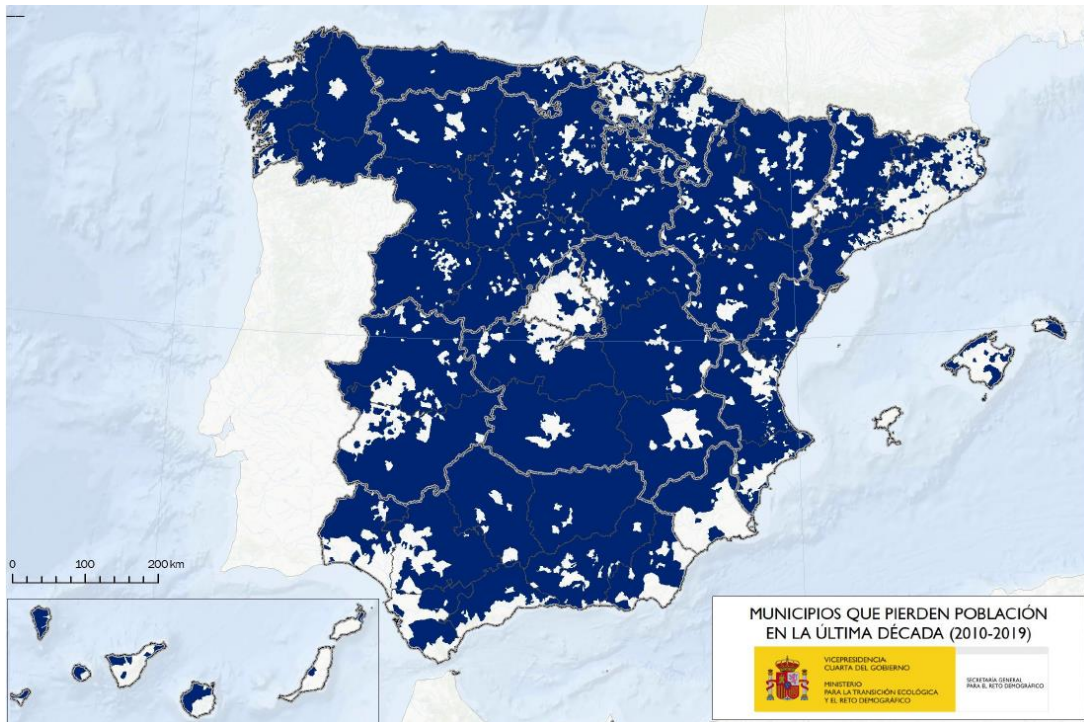 0 100 200 km
MUNICIPIOS QUE PIERDEN POBLACIÓN
EN LA ÚLTIMA DÉCADA (2010-2019)
VICEPRESIDENCIA
CUARTA DEL GOBIERNO
MINISTERIO
PARA LA TRANSICIÓN ECOLÓGICA
Y EL RETO DEMOGRÁFICO
SECRETARÍA GENERAL
PARA EL RETO DEMOGRÁFICO